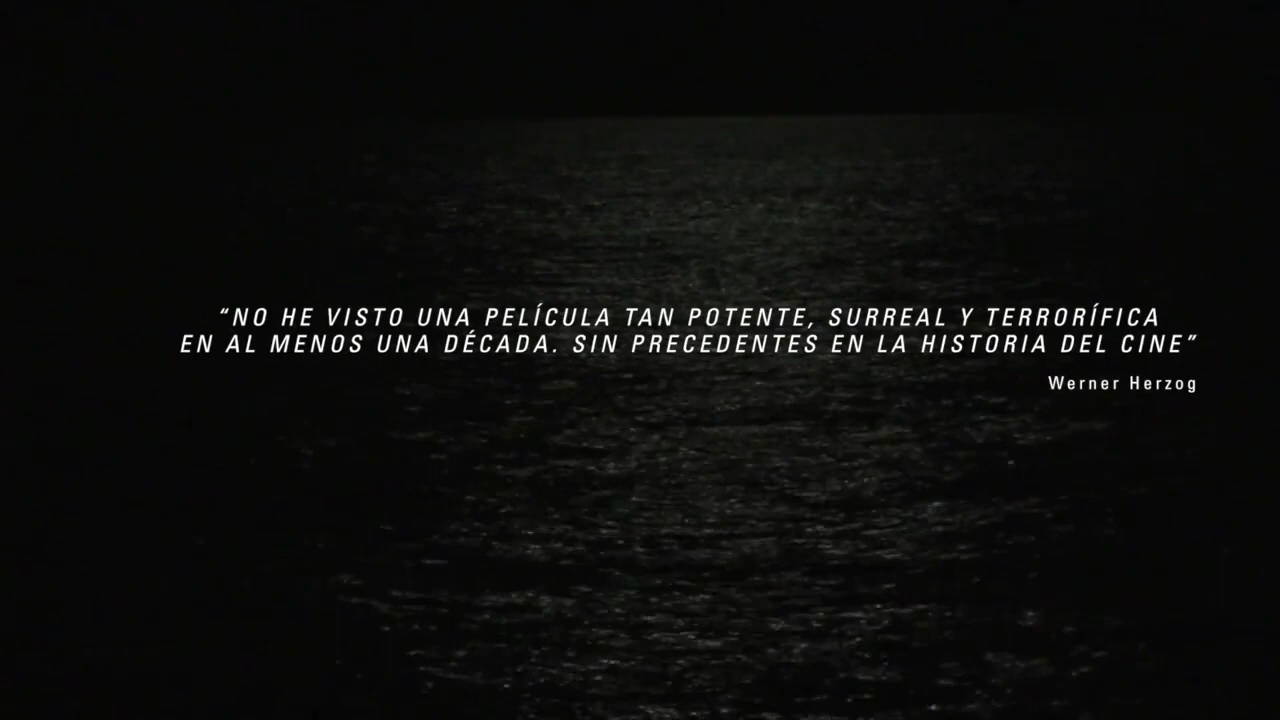 “NO HE VISTO UNA PELÍCULA TAN POTENTE, SURREAL Y TERRORÍFICA
EN AL MENOS UNA DÉCADA. SIN PRECEDENTES EN LA HISTORIA DEL CINE”
Werner Herzog